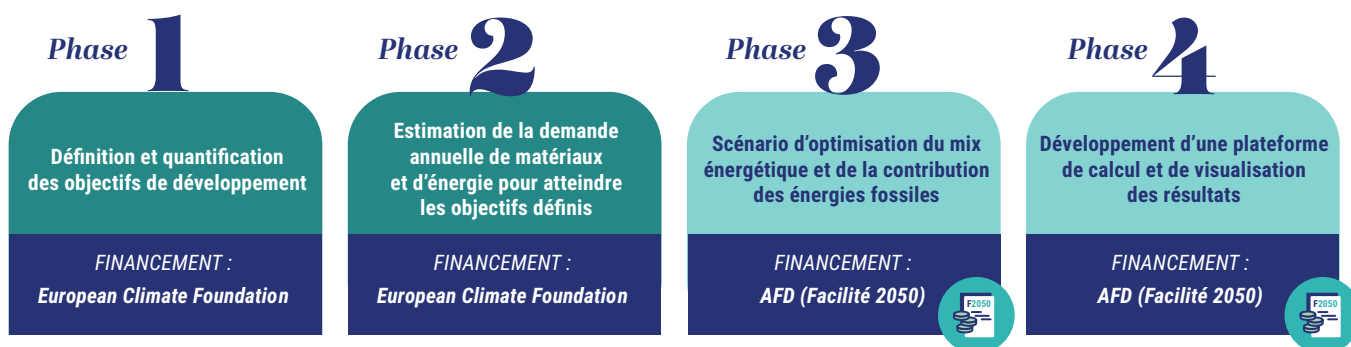 Phase 1
Définition et quantification
des objectifs de développement
FINANCEMENT :
European Climate Foundation
Phase 2
Estimation de la demande
annuelle de matériaux
et d'énergie pour atteindre
les objectifs définis
FINANCEMENT :
European Climate Foundation
Phase 3
Scénario d'optimisation du mix
énergétique et de la contribution
des énergies fossiles
FINANCEMENT :
AFD (Facilité 2050)
F2050
Phase 4
Développement d'une plateforme
de calcul et de visualisation
des résultats
FINANCEMENT :
AFD (Facilité 2050)
F2050